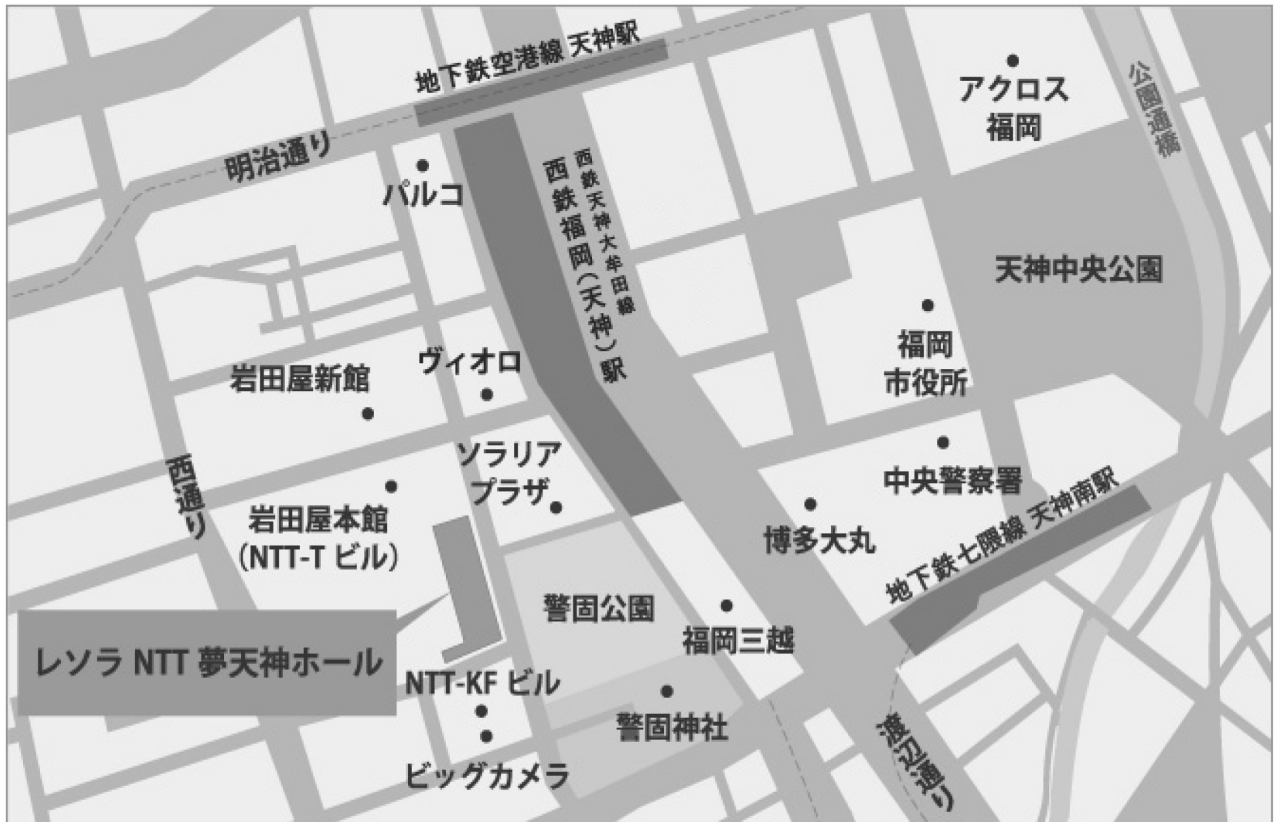 地下鉄空港線 天神駅
明治通り
パルコ
西鉄天神大牟田線
西鉄福岡(天神)駅
アクロス
福岡
公園通橋
天神中央公園
福岡
市役所
ヴィオロ
岩田屋新館
ソラリア
プラザ
西通り
岩田屋本館
(NTT-T ビル)
中央警察署
博多大丸
地下鉄七隈線 天神南駅
警固公園
福岡三越
レソラ NTT 夢天神ホール
NTT-KF ビル
警固神社
ビッグカメラ
渡辺通り